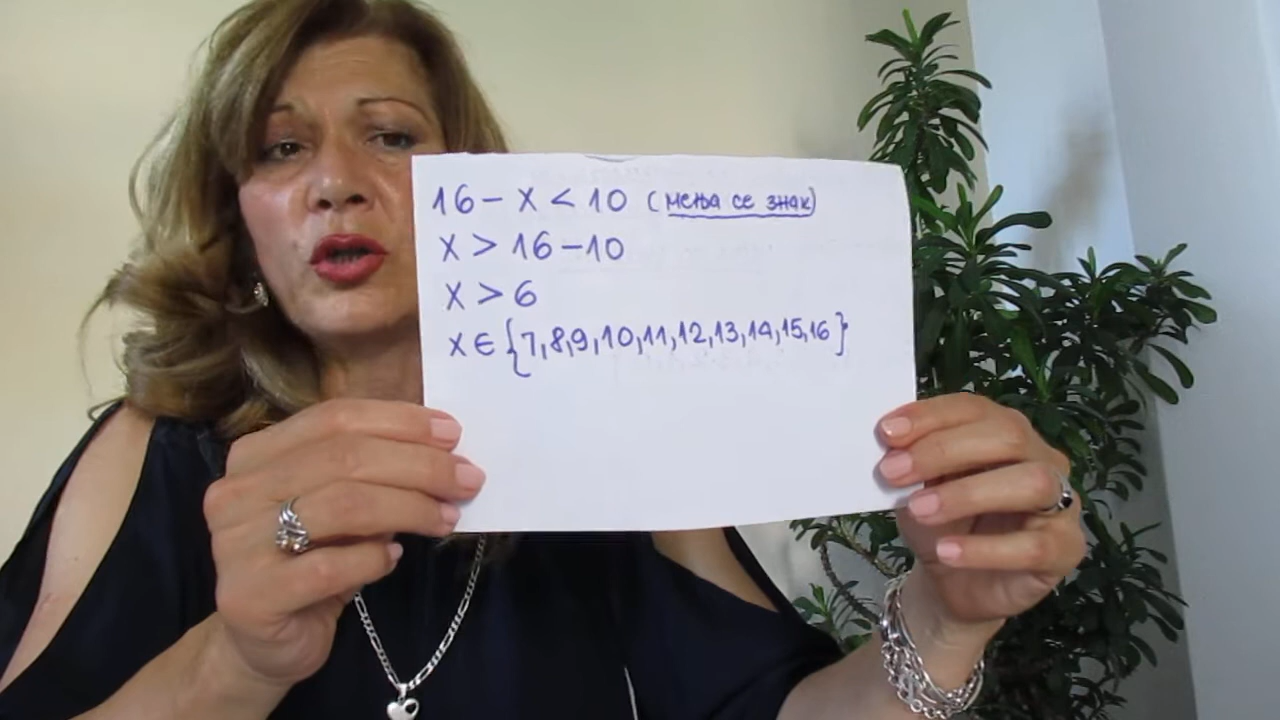 16 - x < 10 (мења се знак)
x > 16 - 10
x > 6
x ∈ {7,8,9,10,11,12,13,14,15,16}